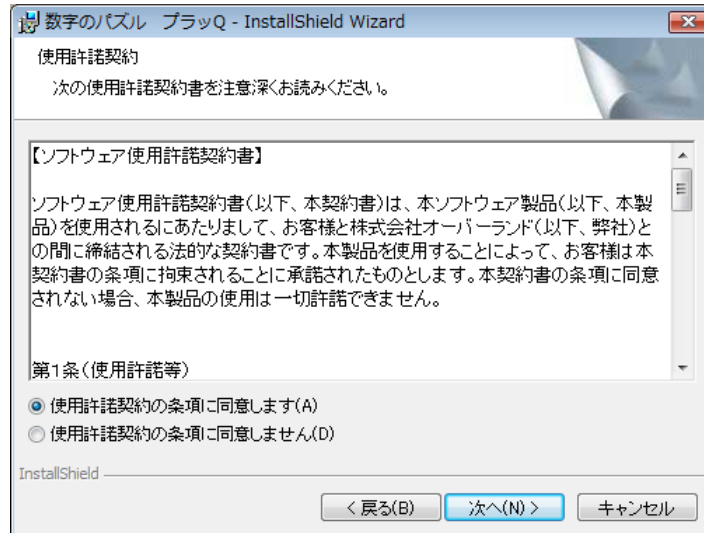 数字のパズル　プラッQ - InstallShield Wizard
使用許諾契約
次の使用許諾契約書を注意深くお読みください。
【ソフトウェア使用許諾契約書】
ソフトウェア使用許諾契約書(以下、本契約書)は、本ソフトウェア製品(以下、本製
品)を使用されるにあたりまして、お客様と株式会社オーバーランド(以下、弊社)と
の間に締結される法的な契約書です。本製品を使用することによって、お客様は本
契約書の条項に拘束されることに承諾されたものとします。本契約書の条項に同意
されない場合、本製品の使用は一切許諾できません。
第1条(使用許諾等)
使用許諾契約の条項に同意します(A)
使用許諾契約の条項に同意しません(D)
InstallShield
< 戻る(B)
次へ(N) >
キャンセル